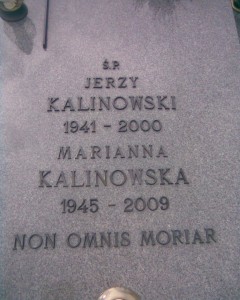 Ś.P.
JERZY
KALINOWSKI
1941 - 2000
MARIANNA
KALINOWSKA
1945 - 2009
NON OMNIS MORIAR